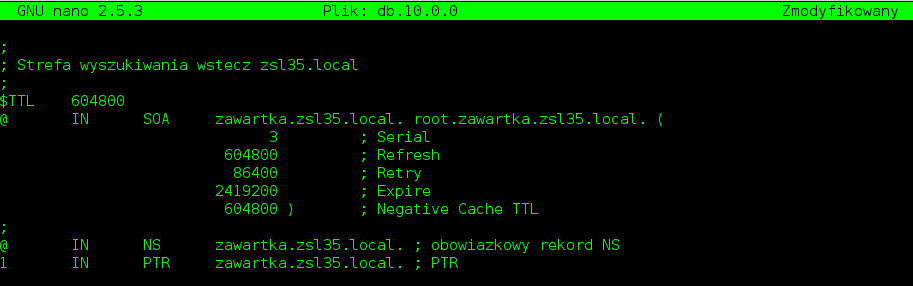 GNU nano 2.5.3 Plik: db.10.0.0 Zmodyfikowany
;
; Strefa wyszukiwania wstecz zsl35.local
;
$TTL 604800
@ IN SOA zawartka.zsl35.local. root.zawartka.zsl35.local. (
3 ; Serial
604800 ; Refresh
86400 ; Retry
2419200 ; Expire
604800 ) ; Negative Cache TTL
;
@ IN NS zawartka.zsl35.local. ; obowiazkowy rekord NS
1 IN PTR zawartka.zsl35.local. ; PTR